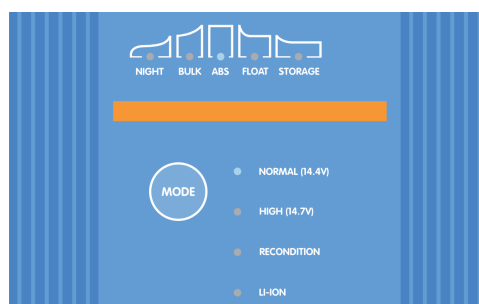 NIGHT BULK ABS FLOAT STORAGE
MODE
NORMAL (14.4V)
HIGH (14.7V)
RECONDITION
LI-ION